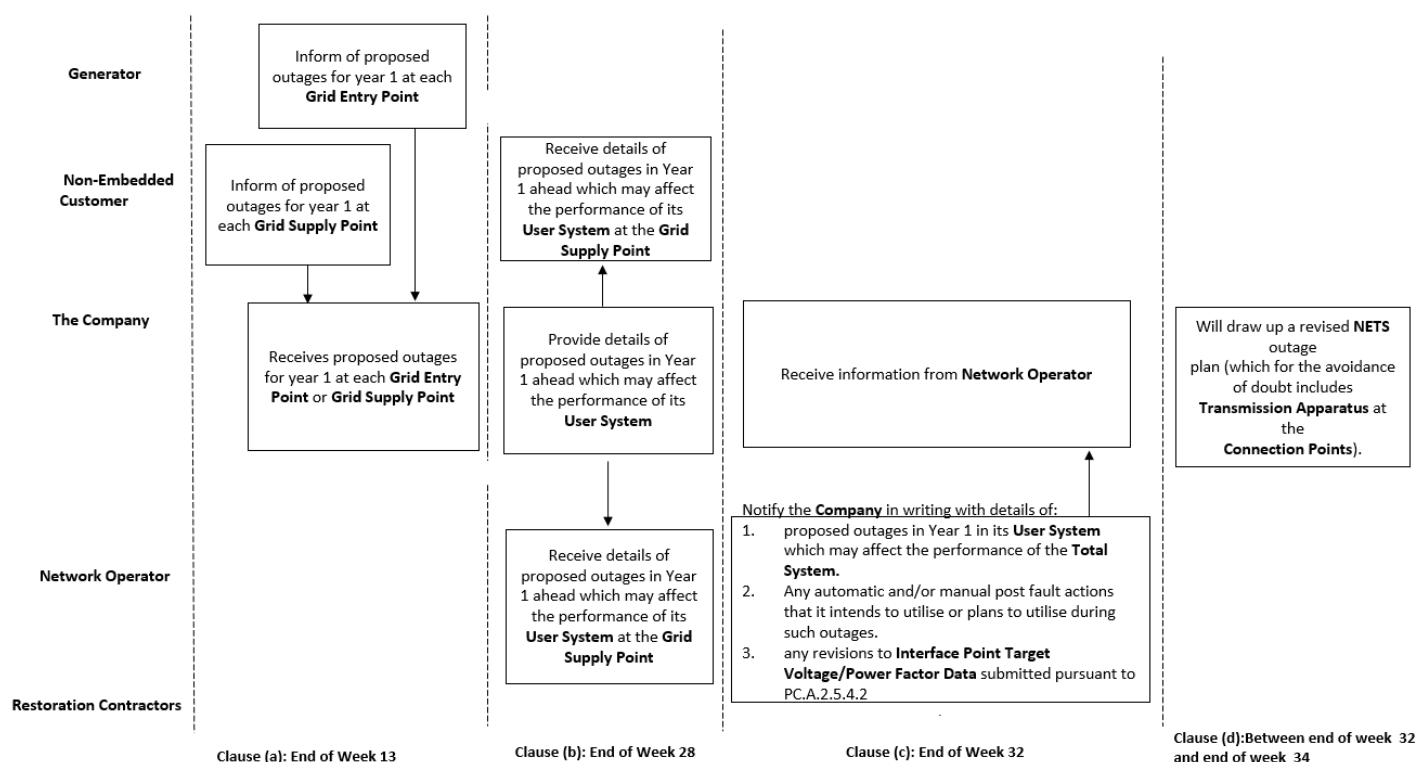 Generator
Inform of proposed
outages for year 1 at each
Grid Entry Point
Non-Embedded
Customer
Inform of proposed
outages for year 1 at
each Grid Supply Point
Receive details of
proposed outages in Year
1 ahead which may affect
the performance of its
User System at the Grid
Supply Point
The Company
Receives proposed outages
for year 1 at each Grid Entry
Point or Grid Supply Point
Provide details of
proposed outages in Year
1 ahead which may affect
the performance of its
User System
Receive information from Network Operator
Will draw up a revised NETS
outage
plan (which for the avoidance
of doubt includes
Transmission Apparatus at
the
Connection Points).
Network Operator
Receive details of
proposed outages in Year
1 ahead which may affect
the performance of its
User System at the Grid
Supply Point
Notify the Company in writing with details of:
1. proposed outages in Year 1 in its User System
which may affect the performance of the Total
System.
2. Any automatic and/or manual post fault actions
that it intends to utilise or plans to utilise during
such outages.
3. any revisions to Interface Point Target
Voltage/Power Factor Data submitted pursuant to
PC.A.2.5.4.2
.
Restoration Contractors
Clause (a): End of Week 13
Clause (b): End of Week 28
Clause (c): End of Week 32
Clause (d):Between end of week 32
and end of week 34